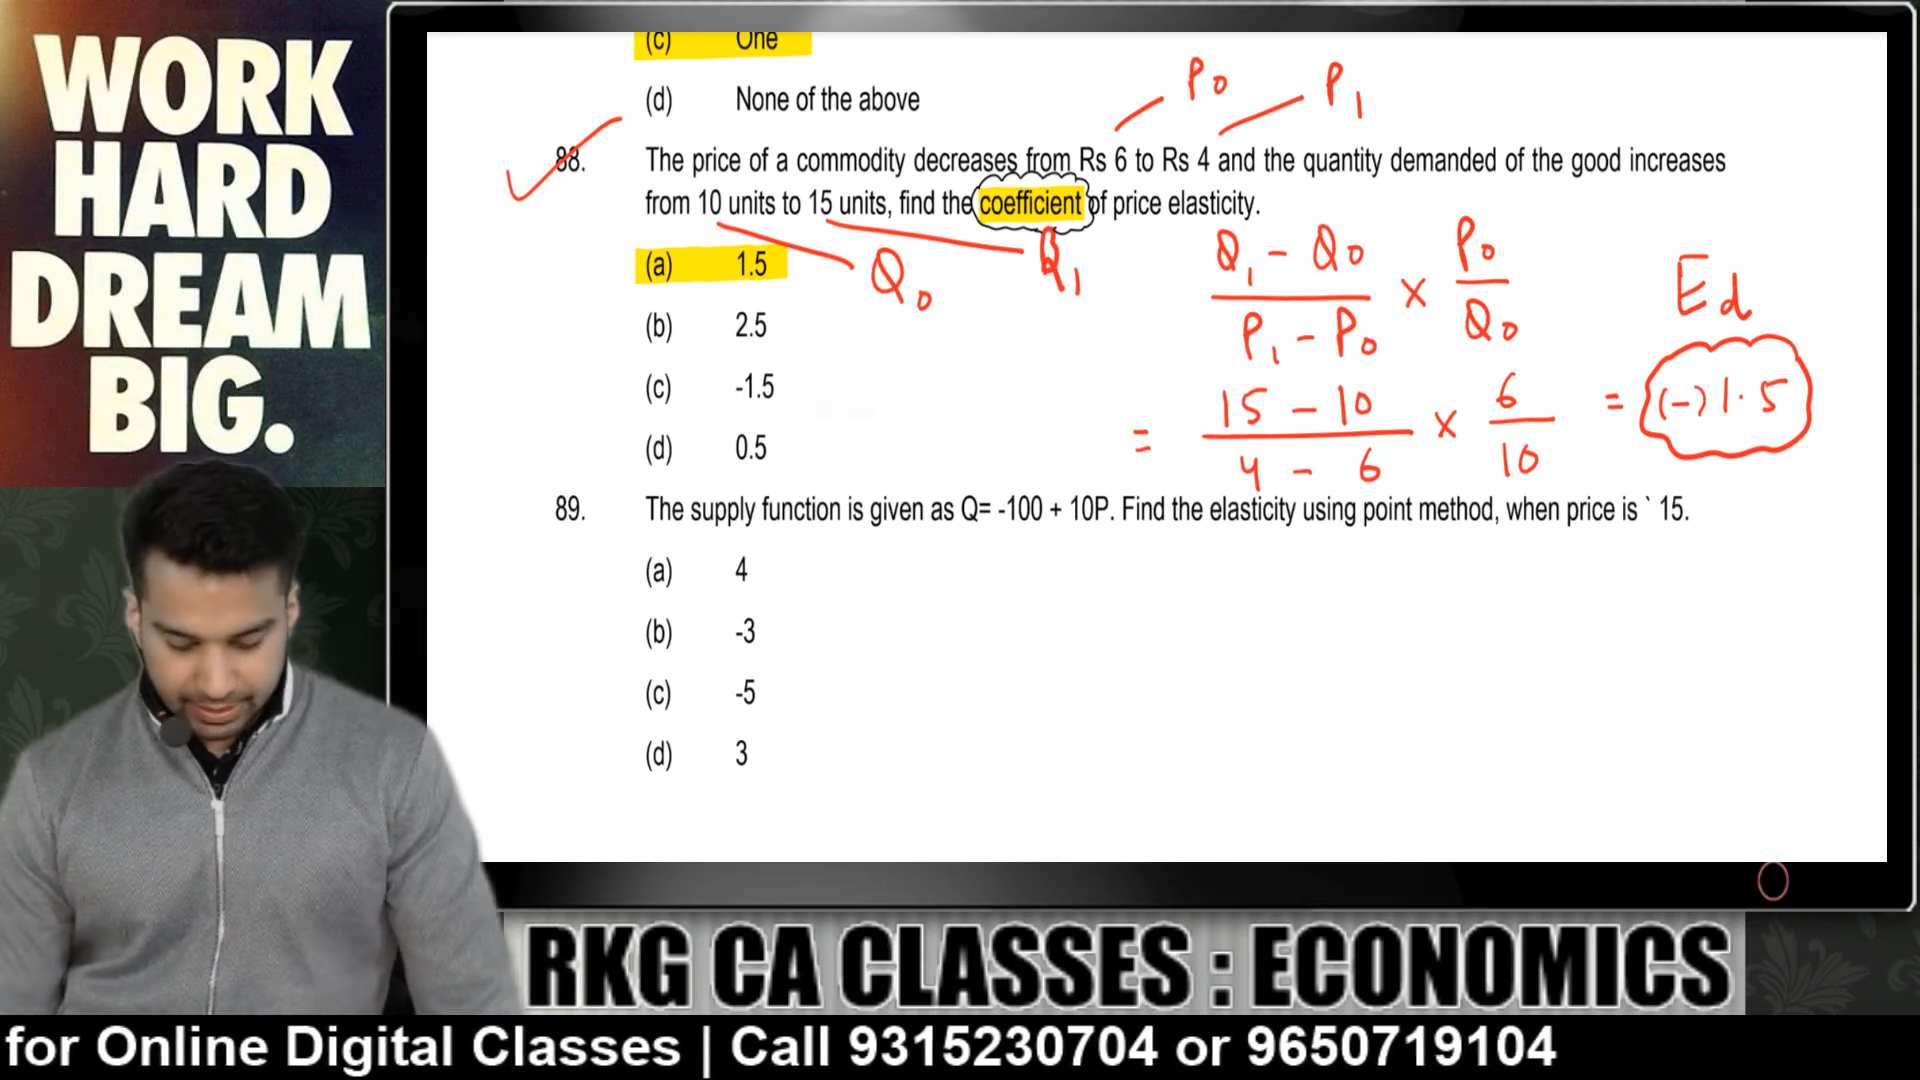 WORK
HARD
DREAM
BIG.
(c) One
(d) None of the above
P0 P1
88. The price of a commodity decreases from Rs 6 to Rs 4 and the quantity demanded of the good increases
from 10 units to 15 units, find the coefficient of price elasticity.
Q0 Q1
(a) 1.5
(b) 2.5
(c) -1.5
(d) 0.5
Q1 - Q0 / P1 - P0 × P0 / Q0
Ed
= 15 - 10 / 4 - 6 × 6 / 10 = (-) 1.5
89. The supply function is given as Q= -100 + 10P. Find the elasticity using point method, when price is ` 15.
(a) 4
(b) -3
(c) -5
(d) 3
RKG CA CLASSES : ECONOMICS
for Online Digital Classes | Call 9315230704 or 9650719104